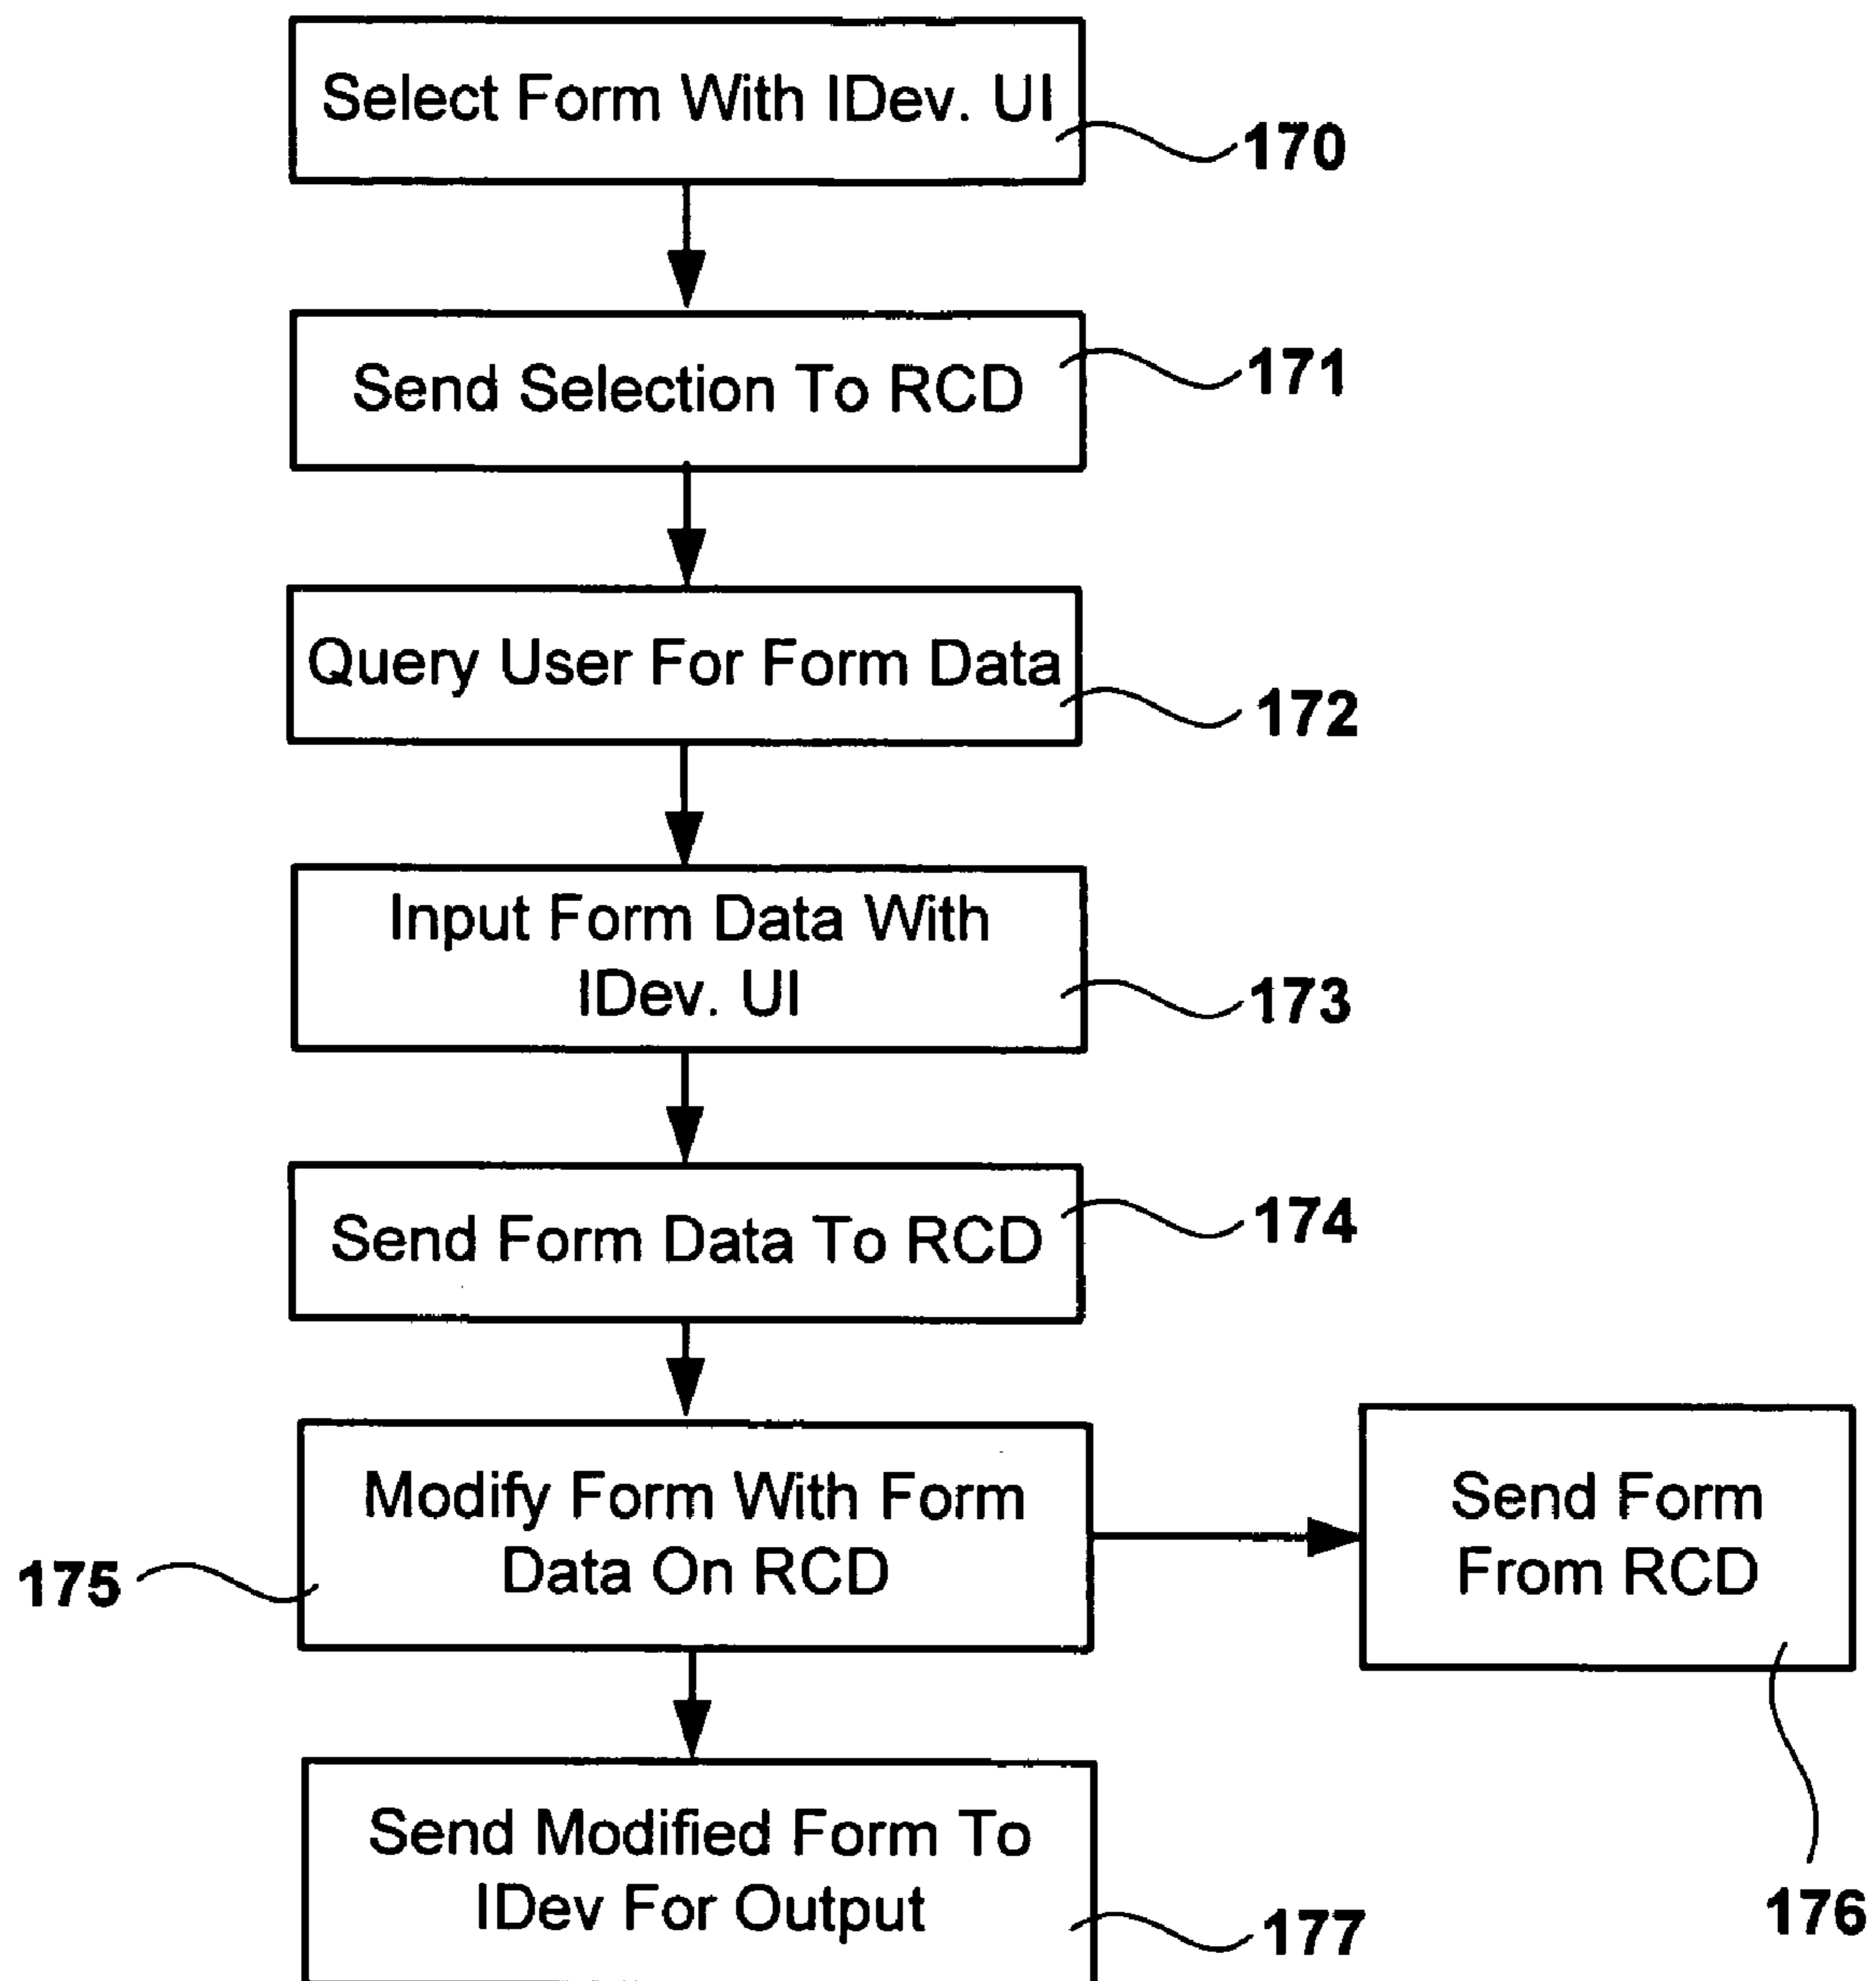 Select Form With IDev. UI
170
Send Selection To RCD
171
Query User For Form Data
172
Input Form Data With
IDev. UI
173
Send Form Data To RCD
174
Modify Form With Form
Data On RCD
175
Send Form
From RCD
176
Send Modified Form To
IDev For Output
177